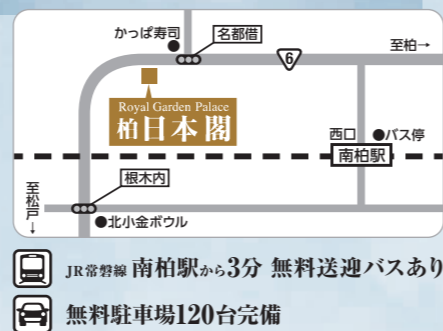 かっぱ寿司
名都借
至柏→
6
Royal Garden Palace
柏日本閣
西口
バス停
南柏駅
根木内
至松戸↓
北小金ボウル
JR常磐線 南柏駅から3分 無料送迎バスあり
無料駐車場120台完備